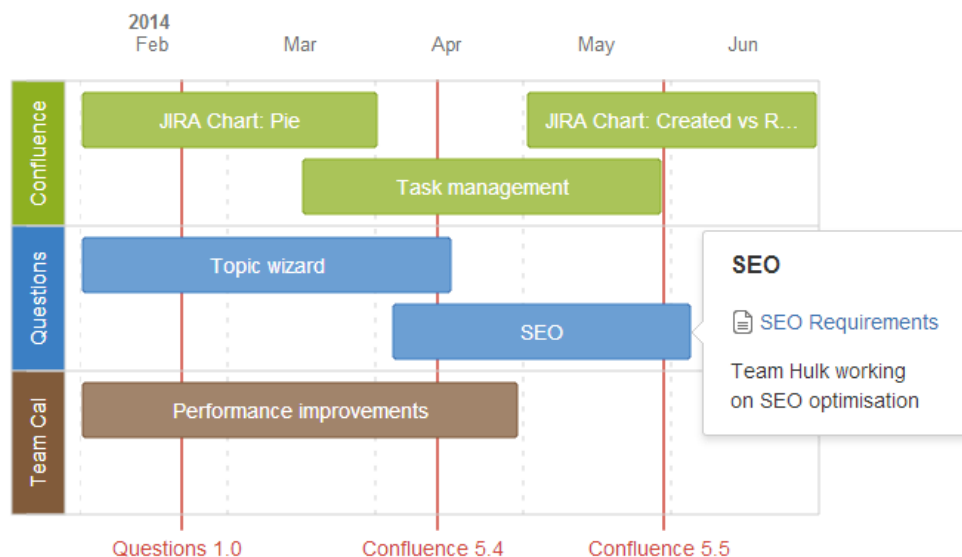 2014
Feb Mar Apr May Jun
Confluence
JIRA Chart: Pie
JIRA Chart: Created vs R...
Task management
Questions
Topic wizard
SEO
SEO
SEO Requirements
Team Hulk working
on SEO optimisation
Team Cal
Performance improvements
Questions 1.0 Confluence 5.4 Confluence 5.5